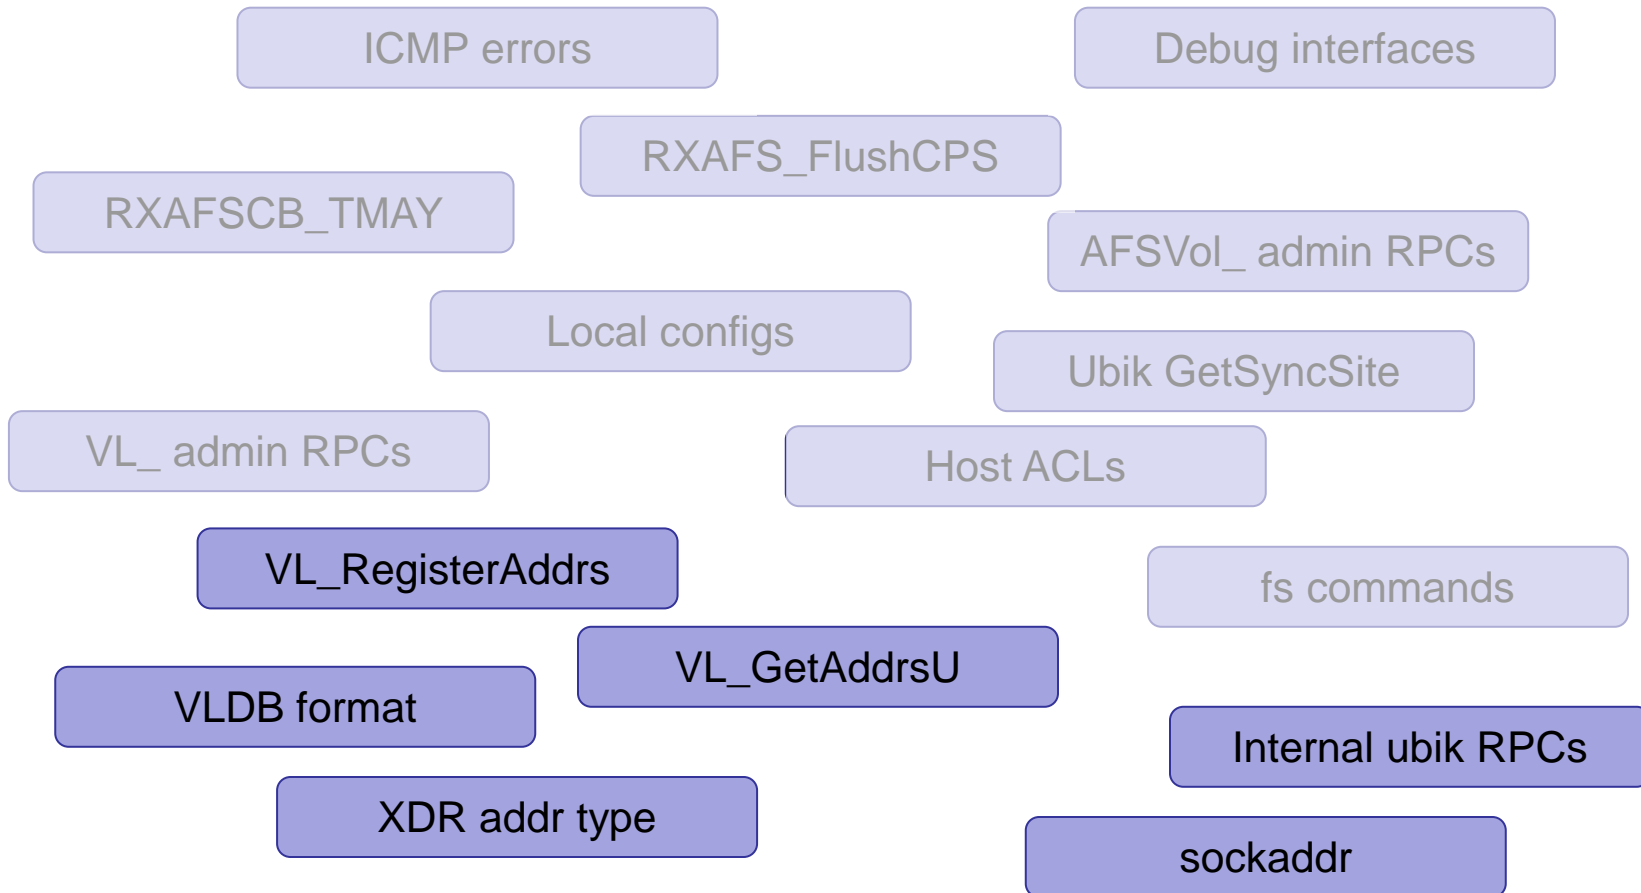 ICMP errors
Debug interfaces
RXAFS_FlushCPS
RXAFSCB_TMAY
AFSVol_ admin RPCs
Local configs
Ubik GetSyncSite
VL_ admin RPCs
Host ACLs
VL_RegisterAddrs
fs commands
VL_GetAddrsU
VLDB format
Internal ubik RPCs
XDR addr type
sockaddr